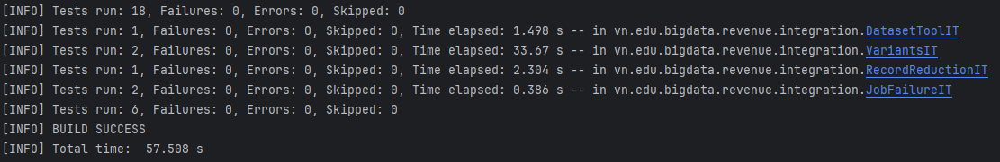 [INFO] Tests run: 18, Failures: 0, Errors: 0, Skipped: 0
[INFO] Tests run: 1, Failures: 0, Errors: 0, Skipped: 0, Time elapsed: 1.498 s -- in vn.edu.bigdata.revenue.integration.DatasetToolIT
[INFO] Tests run: 2, Failures: 0, Errors: 0, Skipped: 0, Time elapsed: 33.67 s -- in vn.edu.bigdata.revenue.integration.VariantsIT
[INFO] Tests run: 1, Failures: 0, Errors: 0, Skipped: 0, Time elapsed: 2.304 s -- in vn.edu.bigdata.revenue.integration.RecordReductionIT
[INFO] Tests run: 2, Failures: 0, Errors: 0, Skipped: 0, Time elapsed: 0.386 s -- in vn.edu.bigdata.revenue.integration.JobFailureIT
[INFO] Tests run: 6, Failures: 0, Errors: 0, Skipped: 0
[INFO] BUILD SUCCESS
[INFO] Total time:  57.508 s